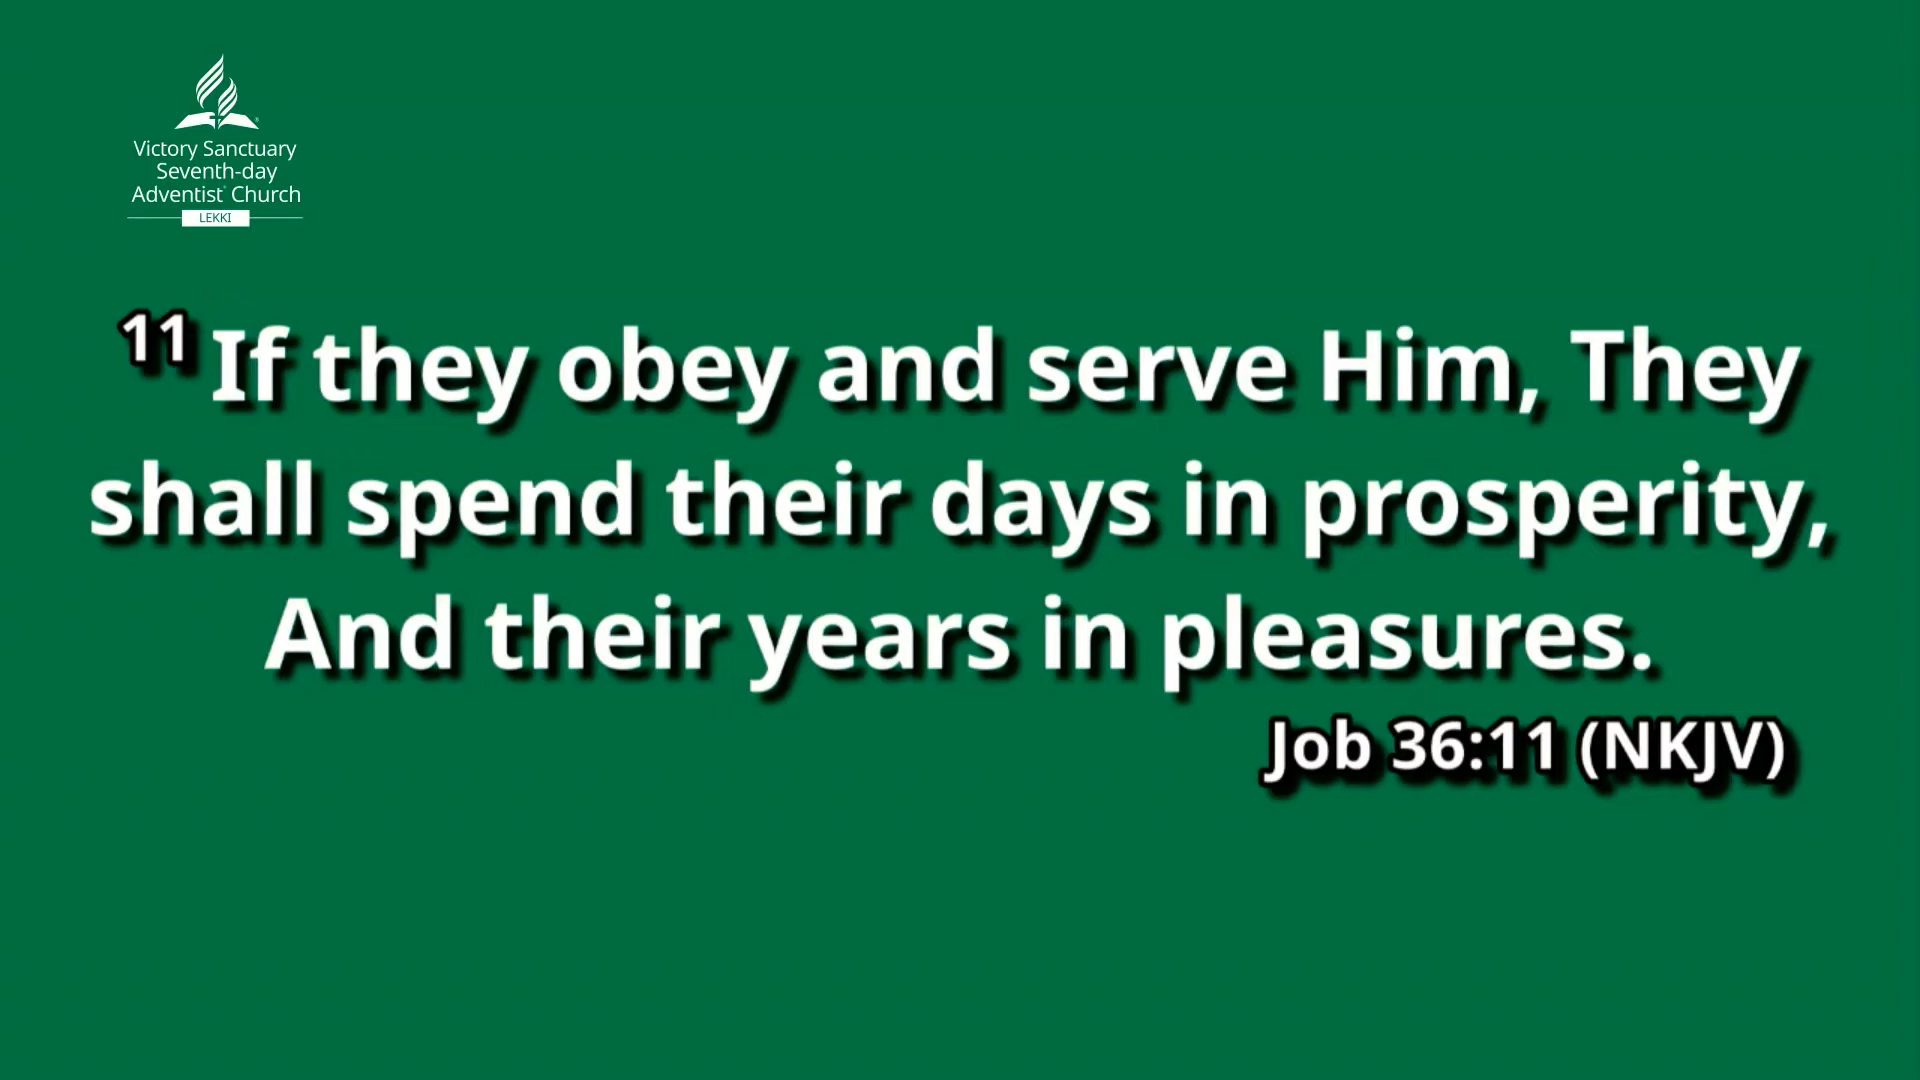 Victory Sanctuary
Seventh-day
Adventist Church
LEKKI
11 If they obey and serve Him, They
shall spend their days in prosperity,
And their years in pleasures.
Job 36:11 (NKJV)